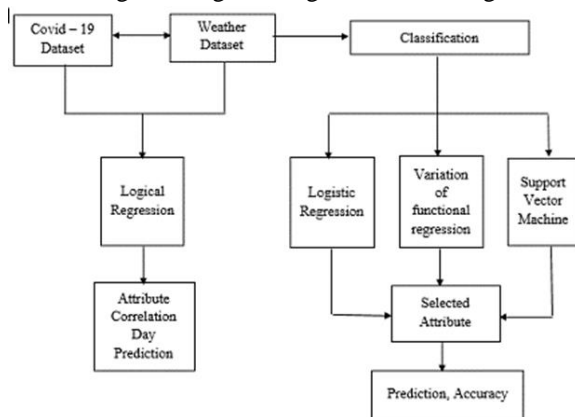 Covid – 19
Dataset
Weather
Dataset
Classification
Logical
Regression
Logistic
Regression
Variation
of
functional
regression
Support
Vector
Machine
Attribute
Correlation
Day
Prediction
Selected
Attribute
Prediction, Accuracy